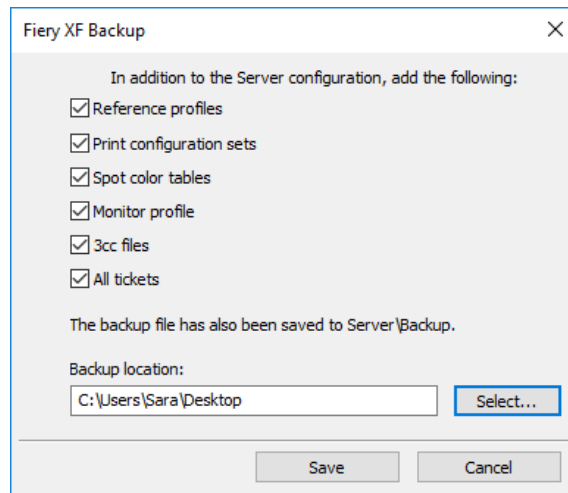 Fiery XF Backup
In addition to the Server configuration, add the following:
Reference profiles
Print configuration sets
Spot color tables
Monitor profile
3cc files
All tickets
The backup file has also been saved to Server\Backup.
Backup location:
C:\Users\Sara\Desktop
Select...
Save
Cancel